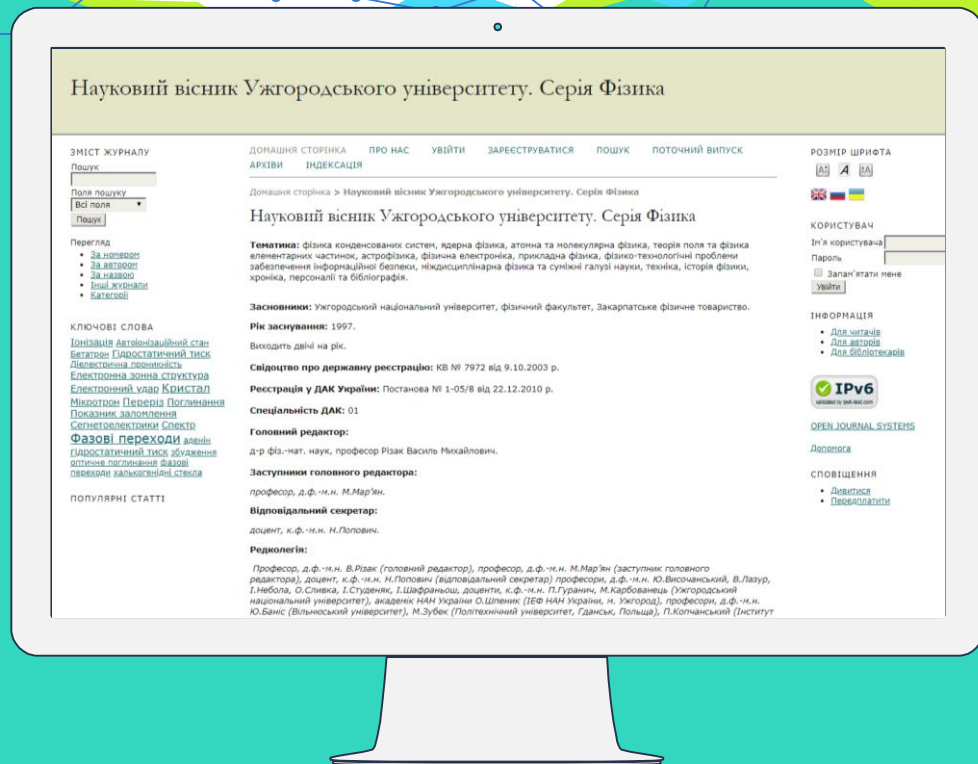 Науковий вісник Ужгородського університету. Серія Фізика
ЗМІСТ ЖУРНАЛУ
Пошук
Поля пошуку
Всі поля
Пошук
Перегляд
За номером
За автором
За назвою
Інші журнали
Категорії
КЛЮЧОВІ СЛОВА
Іонізація Автоіонізаційний стан
Бетатрон Гідростатичний тиск
Діелектрична проникність
Електронна зонна структура
Електронний удар Кристал
Мікротрон Переріз Поглинання
Показник заломлення
Сегнетоелектрики Спектр
Фазові переходи аденін
гідростатичний тиск збудження
оптичне поглинання фазові
переходи халькогенідні стекла
ПОПУЛЯРНІ СТАТТІ
ДОМАШНЯ СТОРІНКА ПРО НАС УВІЙТИ ЗАРЕЄСТРУВАТИСЯ ПОШУК ПОТОЧНИЙ ВИПУСК
АРХІВИ ІНДЕКСАЦІЯ
Домашня сторінка > Науковий вісник Ужгородського університету. Серія Фізика
Науковий вісник Ужгородського університету. Серія Фізика
Тематика: фізика конденсованих систем, ядерна фізика, атомна та молекулярна фізика, теорія поля та фізика
елементарних частинок, астрофізика, фізична електроніка, прикладна фізика, фізико-технологічні проблеми
забезпечення інформаційної безпеки, міждисциплінарна фізика та суміжні галузі науки, техніка, історія фізики,
хроніка, персоналії та бібліографія.
Засновники: Ужгородський національний університет, фізичний факультет, Закарпатське фізичне товариство.
Рік заснування: 1997.
Виходить двічі на рік.
Свідоцтво про державну реєстрацію: КВ № 7972 від 9.10.2003 р.
Реєстрація у ДАК України: Постанова № 1-05/8 від 22.12.2010 р.
Спеціальність ДАК: 01
Головний редактор:
д-р фіз.-мат. наук, професор Різак Василь Михайлович.
Заступники головного редактора:
професор, д.ф.-м.н. М.Мар'ян.
Відповідальний секретар:
доцент, к.ф.-м.н. Н.Попович.
Редколегія:
Професор, д.ф.-м.н. В.Різак (головний редактор), професор, д.ф.-м.н. М.Мар'ян (заступник головного
редактора), доцент, к.ф.-м.н. Н.Попович (відповідальний секретар) професори, д.ф.-м.н. Ю.Височанський, В.Лазур,
І.Небола, О.Сливка, І.Студеняк, І.Шафраньош, доценти, к.ф.-м.н. П.Гуранич, М.Карбованець (Ужгородський
національний університет), академік НАН України О.Шпеник (ІЕФ НАН України, м. Ужгород), професори, д.ф.-м.н.
Ю.Баніс (Вільнюський університет), М.Зубек (Політехнічний університет, Гданськ, Польща), П.Копчанський (Інститут
РОЗМІР ШРИФТА
КОРИСТУВАЧ
Ім'я користувача
Пароль
Запам'ятати мене
Увійти
ІНФОРМАЦІЯ
Для читачів
Для авторів
Для бібліотекарів
IPv6
OPEN JOURNAL SYSTEMS
Допомога
СПОВІЩЕННЯ
Дивитися
Передплатити